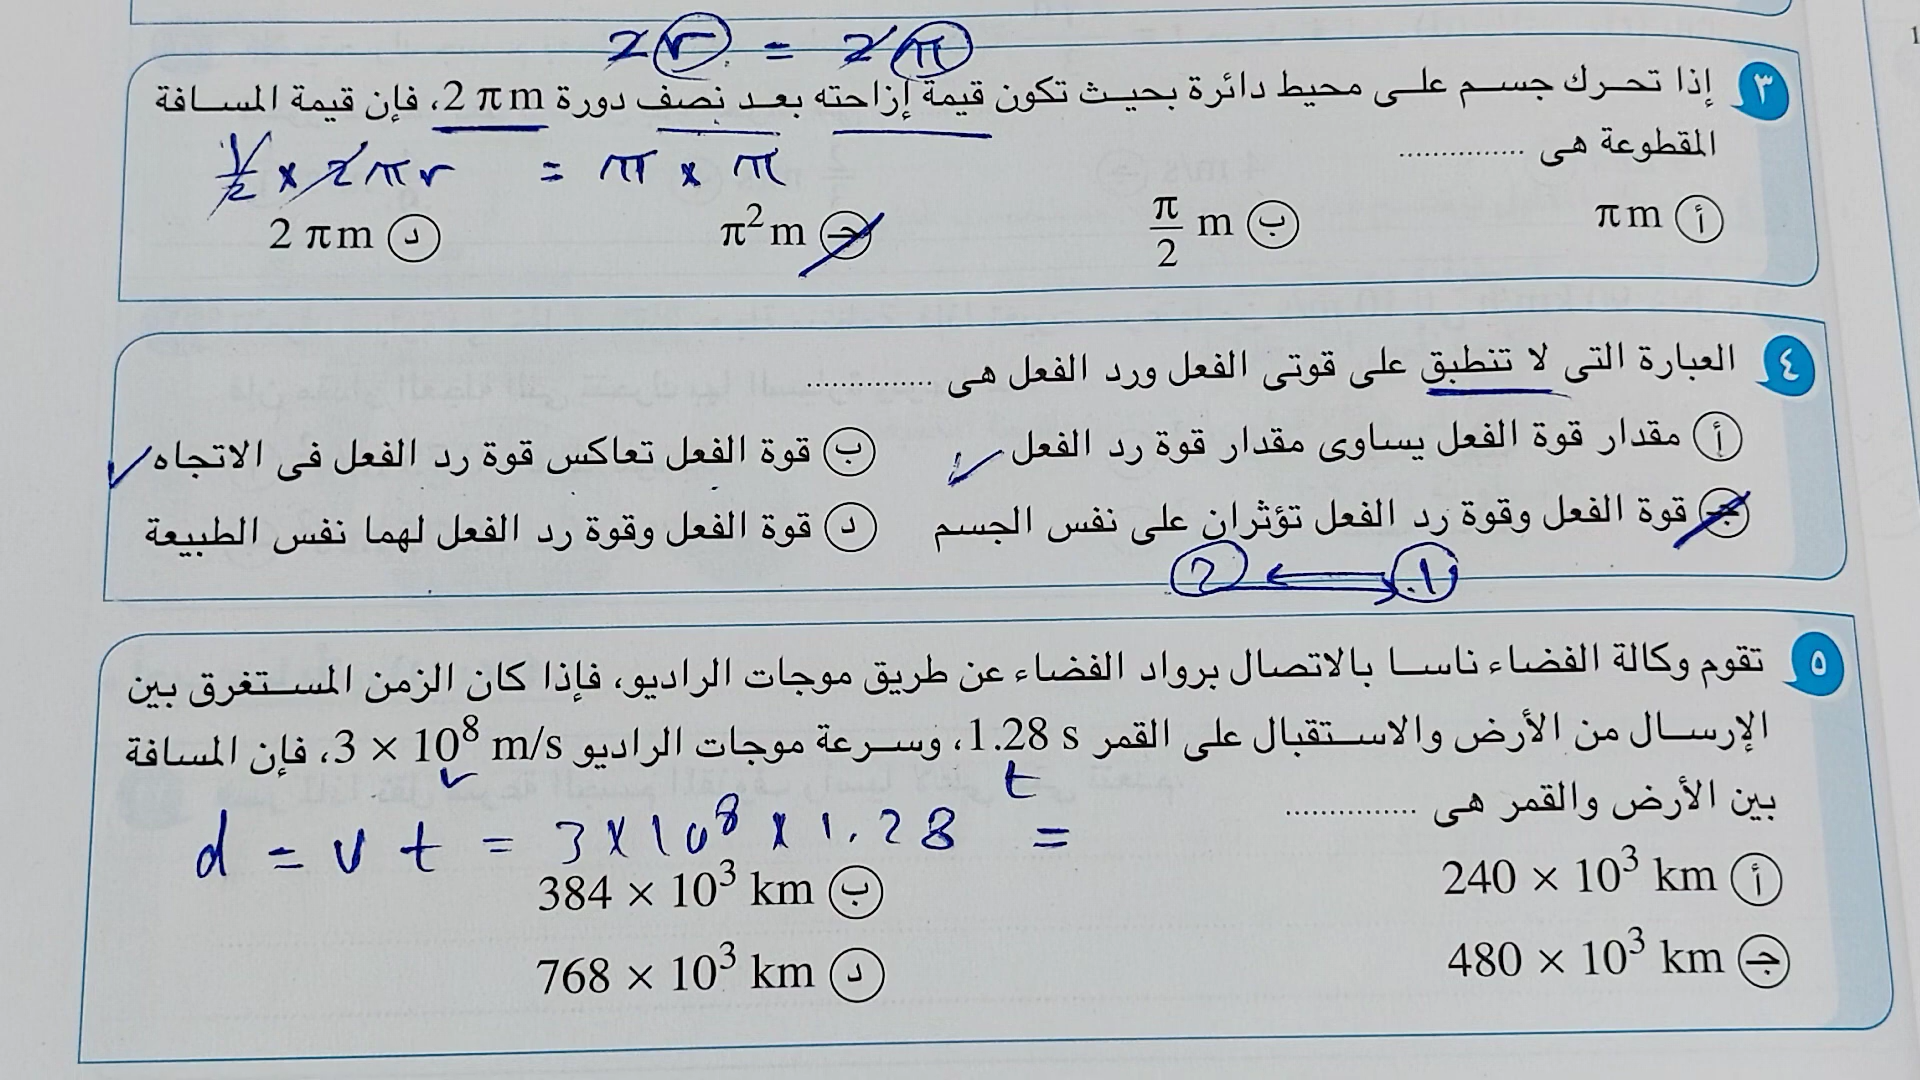 2r = 2π
٣ إذا تحرك جسم على محيط دائرة بحيث تكون قيمة إزاحته بعد نصف دورة 2 π m، فإن قيمة المسافة
المقطوعة هى ...............
1/2 × 2πr = π × π
أ π m ب π/2 m جـ π² m د 2 π m
٤ العبارة التى لا تنطبق على قوتى الفعل ورد الفعل هى ...............
أ مقدار قوة الفعل يساوى مقدار قوة رد الفعل ب قوة الفعل تعاكس قوة رد الفعل فى الاتجاه
جـ قوة الفعل وقوة رد الفعل تؤثران على نفس الجسم د قوة الفعل وقوة رد الفعل لهما نفس الطبيعة
2 1
٥ تقوم وكالة الفضاء ناسا بالاتصال برواد الفضاء عن طريق موجات الراديو، فإذا كان الزمن المستغرق بين
الإرسال من الأرض والاستقبال على القمر 1.28 s، وسرعة موجات الراديو 3 × 10⁸ m/s، فإن المسافة
t
بين الأرض والقمر هى ...............
d = v t = 3 × 10⁸ × 1.28 =
أ 240 × 10³ km ب 384 × 10³ km
جـ 480 × 10³ km د 768 × 10³ km